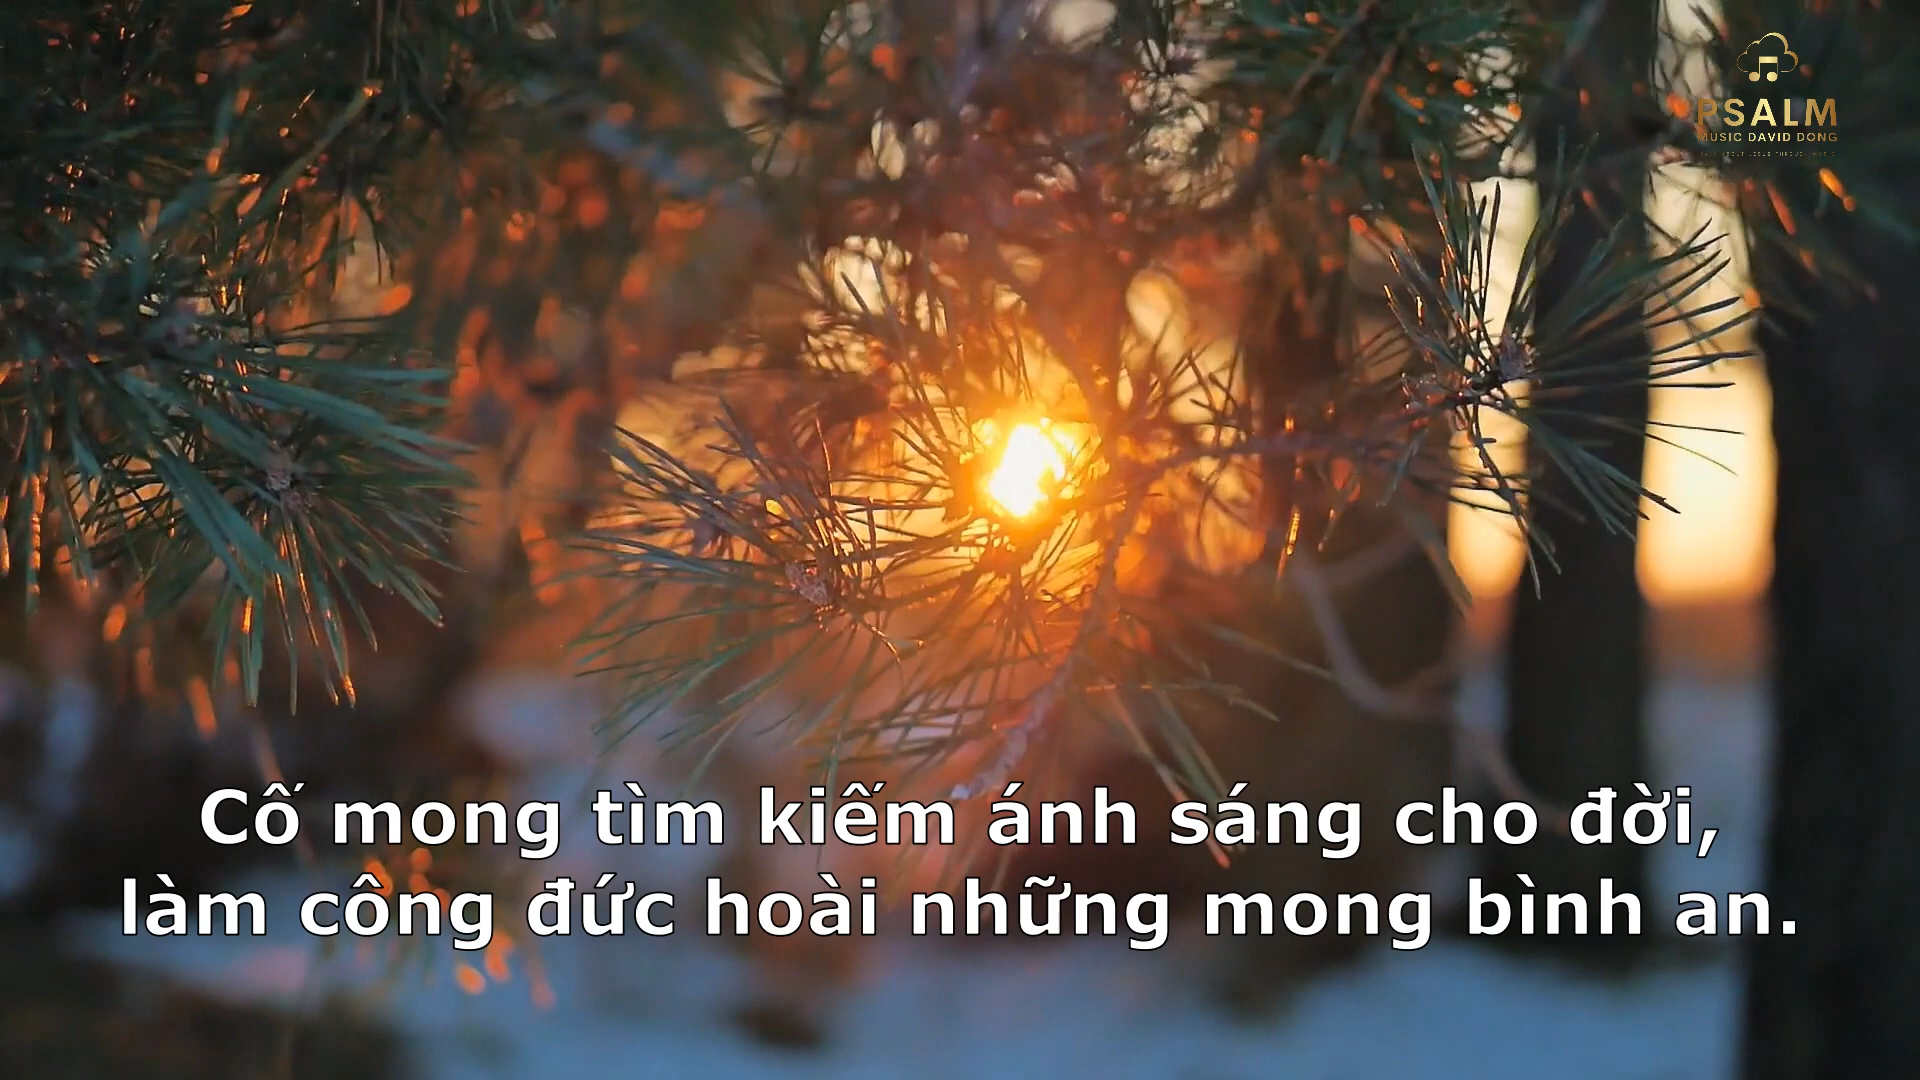 PSALM
MUSIC DAVID DONG
Cố mong tìm kiếm ánh sáng cho đời,
làm công đức hoài những mong bình an.